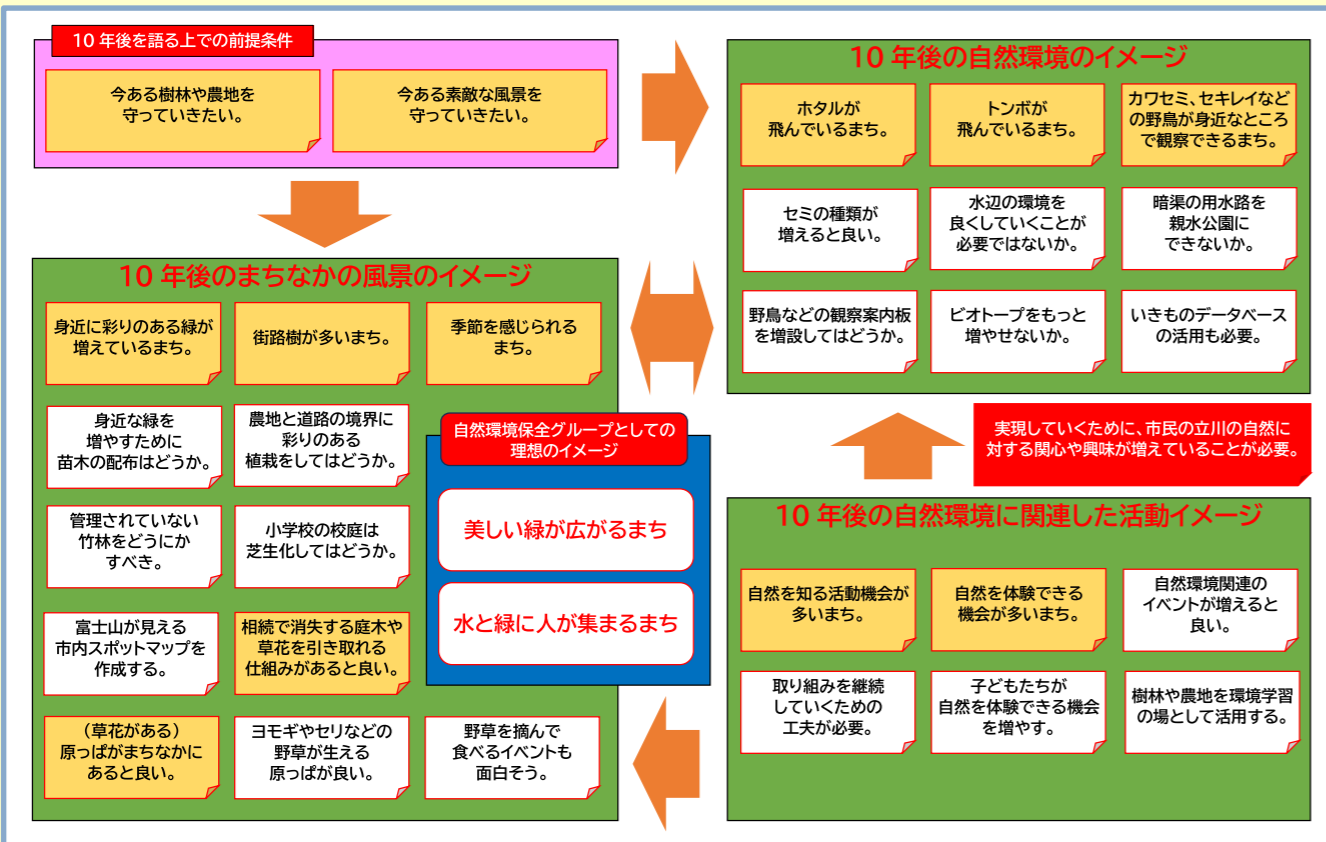 10 年後を語る上での前提条件
今ある樹林や農地を
守っていきたい。
今ある素敵な風景を
守っていきたい。
10 年後の自然環境のイメージ
ホタルが
飛んでいるまち。
トンボが
飛んでいるまち。
カワセミ、セキレイなど
の野鳥が身近なところ
で観察できるまち。
セミの種類が
増えると良い。
水辺の環境を
良くしていくことが
必要ではないか。
暗渠の用水路を
親水公園に
できないか。
野鳥などの観察案内板
を増設してはどうか。
ビオトープをもっと
増やせないか。
いきものデータベース
の活用も必要。
10 年後のまちなかの風景のイメージ
身近に彩りのある緑が
増えているまち。
街路樹が多いまち。
季節を感じられる
まち。
身近な緑を
増やすために
苗木の配布はどうか。
農地と道路の境界に
彩りのある
植栽をしてはどうか。
管理されていない
竹林をどうにか
すべき。
小学校の校庭は
芝生化してはどうか。
富士山が見える
市内スポットマップを
作成する。
相続で消失する庭木や
草花を引き取れる
仕組みがあると良い。
（草花がある）
原っぱがまちなかに
あると良い。
ヨモギやセリなどの
野草が生える
原っぱが良い。
野草を摘んで
食べるイベントも
面白そう。
自然環境保全グループとしての
理想のイメージ
美しい緑が広がるまち
水と緑に人が集まるまち
実現していくために、市民の立川の自然に
対する関心や興味が増えていることが必要。
10 年後の自然環境に関連した活動イメージ
自然を知る活動機会が
多いまち。
自然を体験できる
機会が多いまち。
自然環境関連の
イベントが増えると
良い。
取り組みを継続
していくための
工夫が必要。
子どもたちが
自然を体験できる機会
を増やす。
樹林や農地を環境学習
の場として活用する。